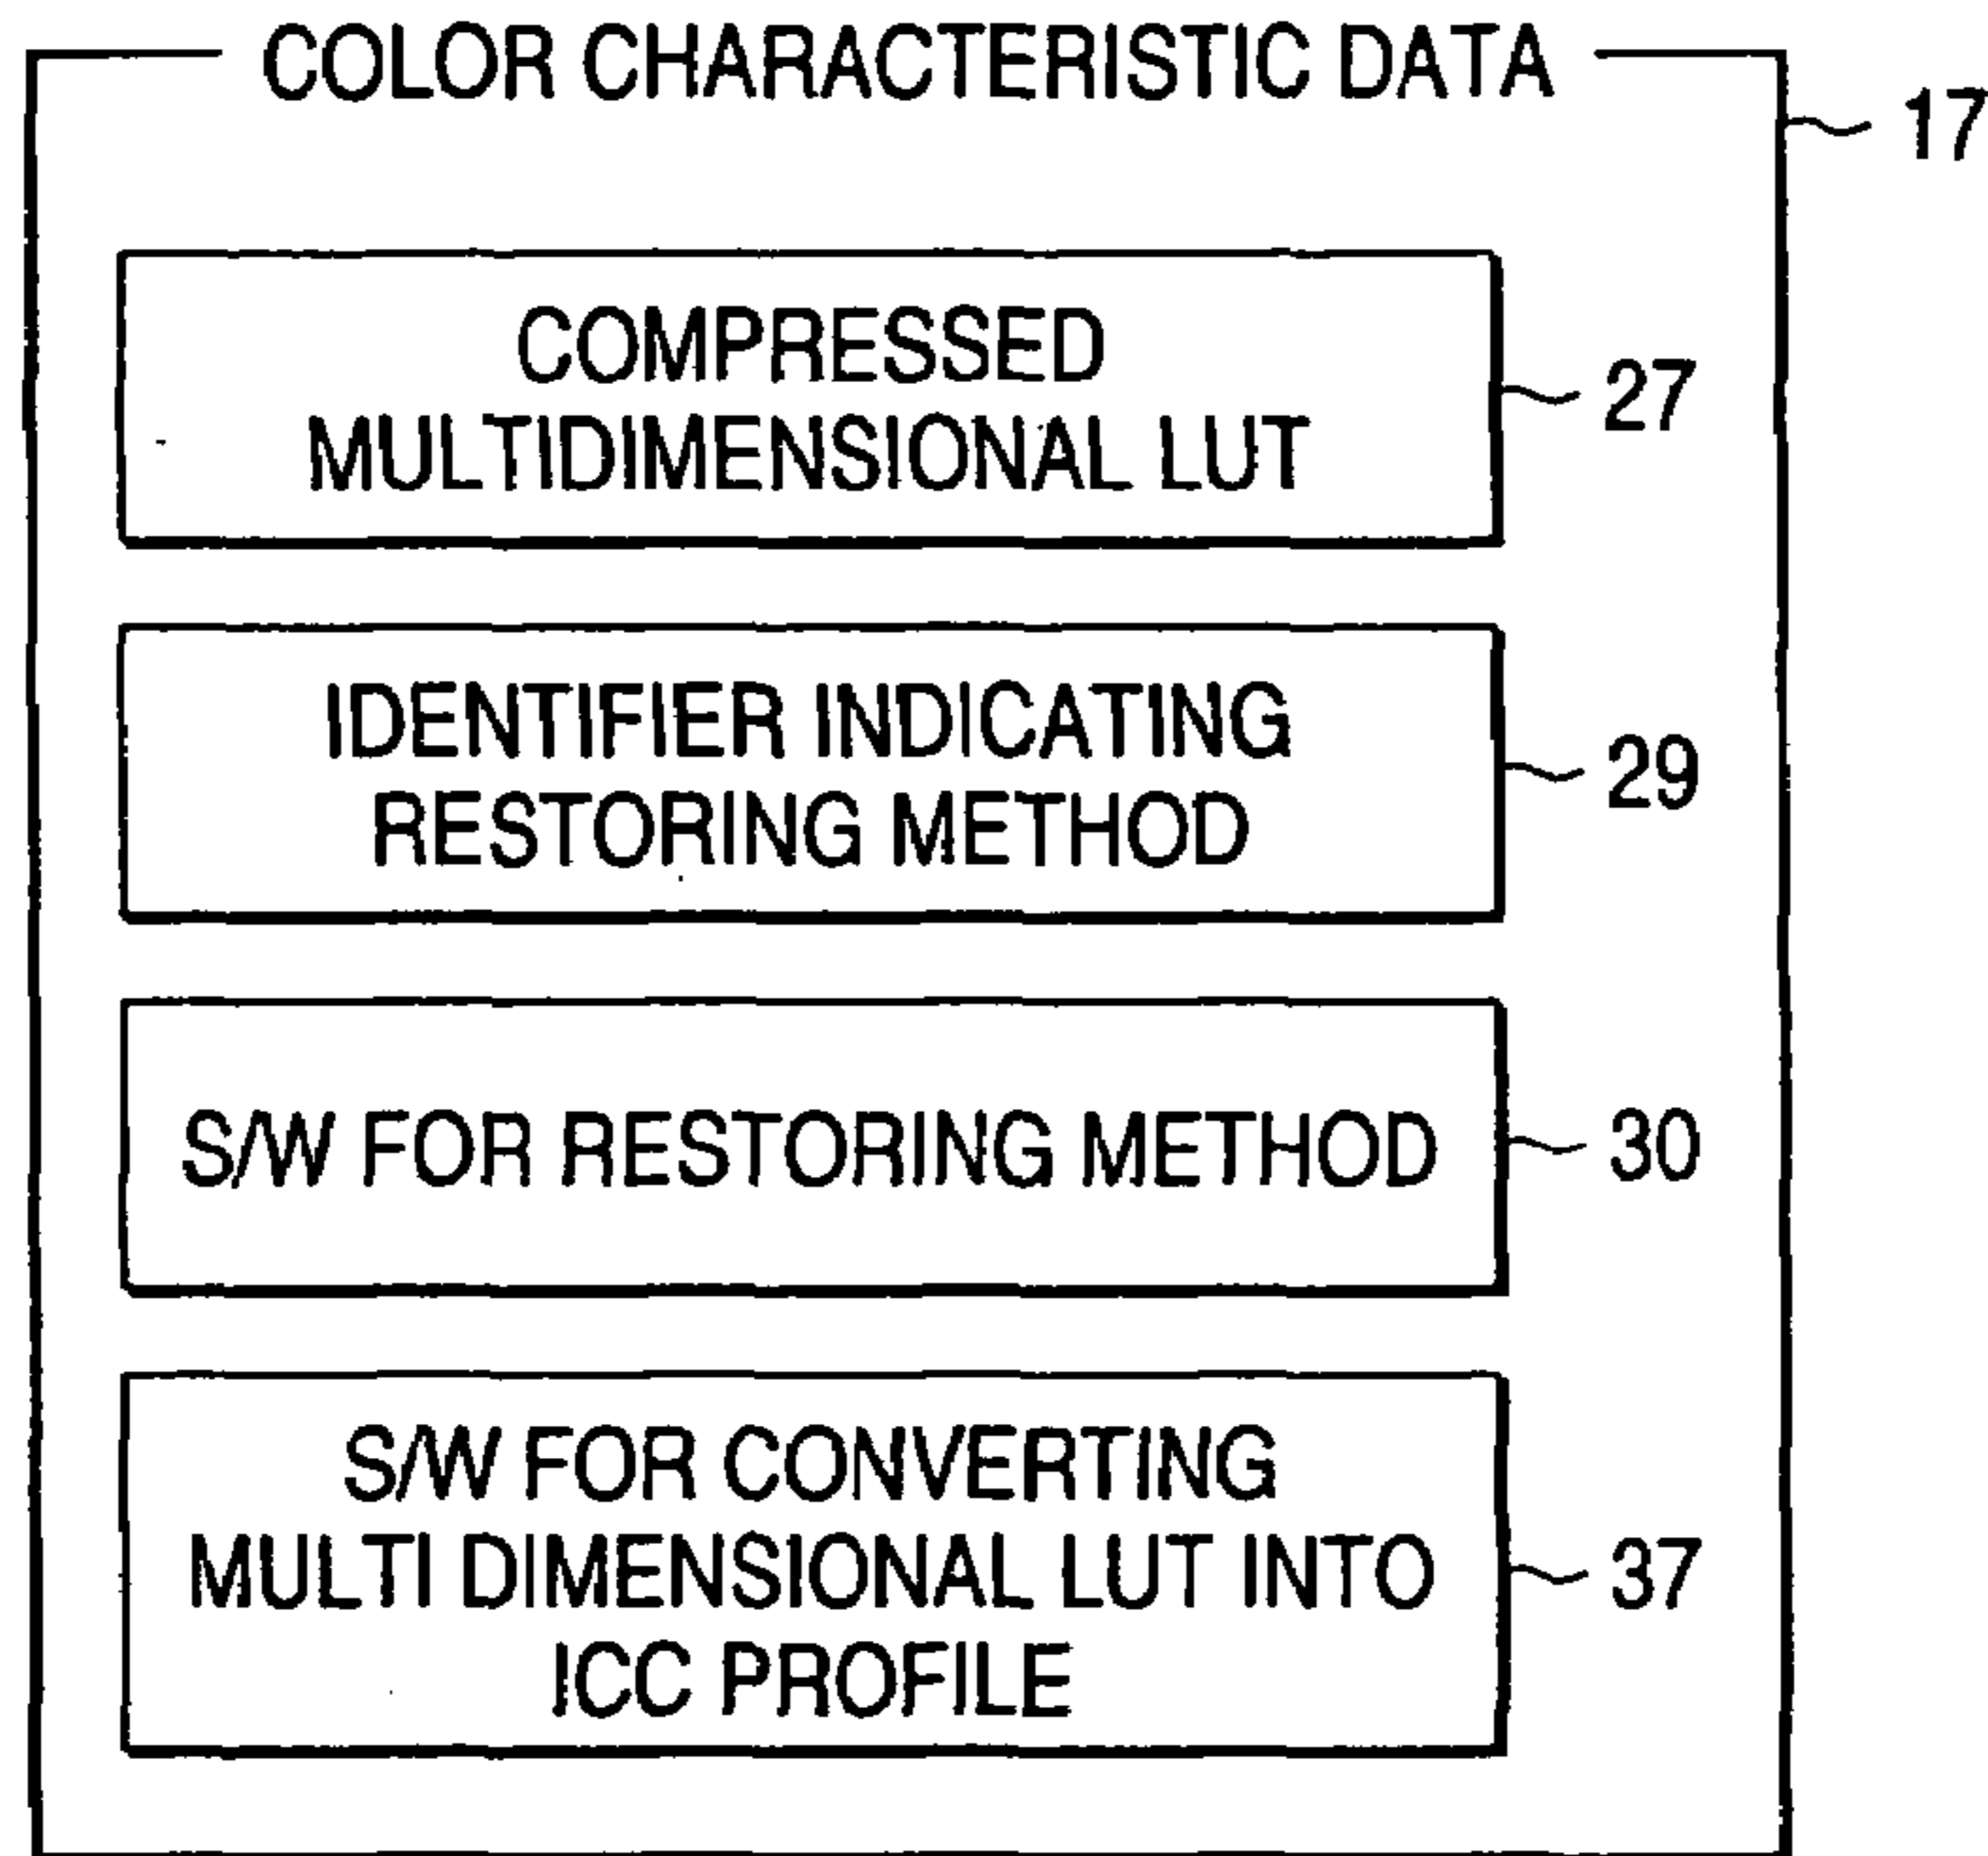 COLOR CHARACTERISTIC DATA
17
COMPRESSED
MULTIDIMENSIONAL LUT
27
IDENTIFIER INDICATING
RESTORING METHOD
29
S/W FOR RESTORING METHOD
30
S/W FOR CONVERTING
MULTI DIMENSIONAL LUT INTO
ICC PROFILE
37